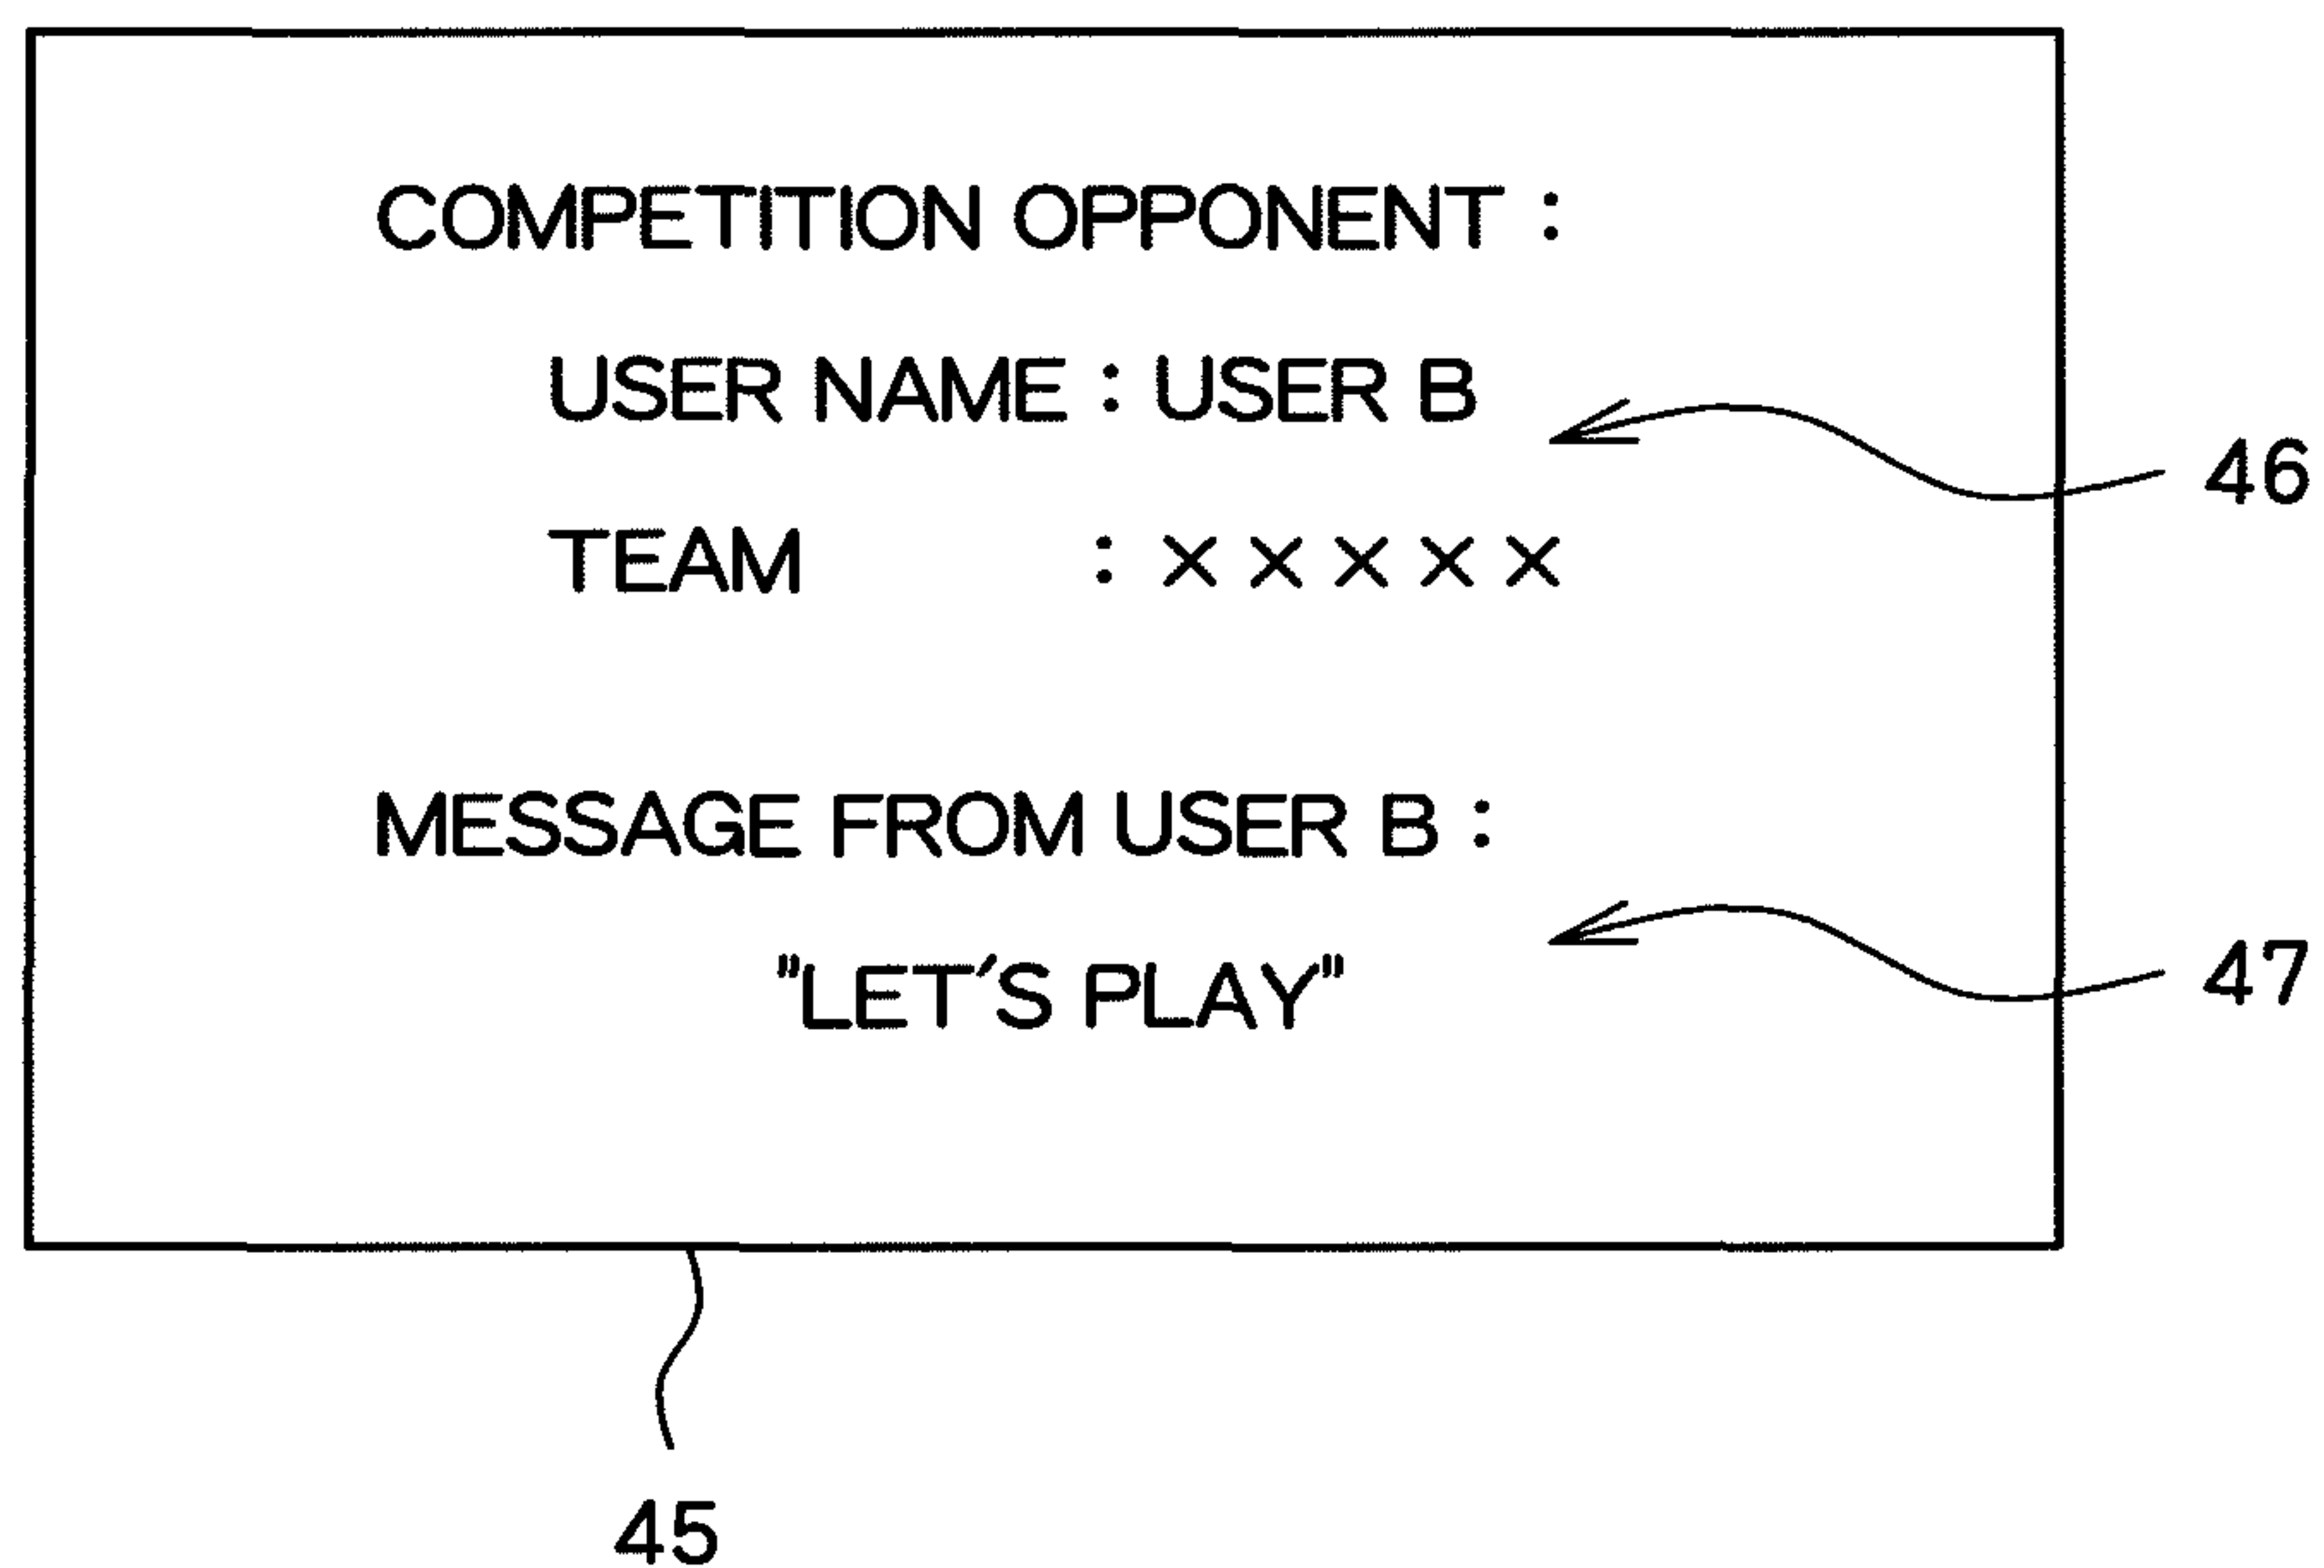 COMPETITION OPPONENT :
USER NAME : USER B
46
TEAM : × × × × ×
MESSAGE FROM USER B :
47
"LET'S PLAY"
45